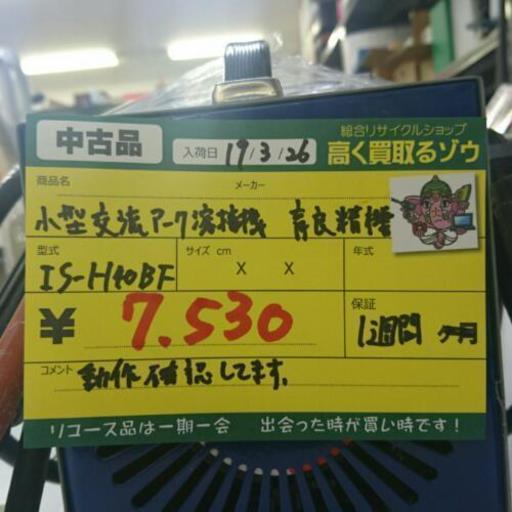 中古品
入荷日 17/3/26
総合リサイクルショップ
高く買取るゾウ
商品名 メーカー
小型交流アーク溶接機 育良精機
型式 サイズ cm 年式
IS-H40BF X X
¥ 7.530
保証
1週間 ケ月
コメント 動作確認してます。
リユース品は一期一会 出会った時が買い時です！